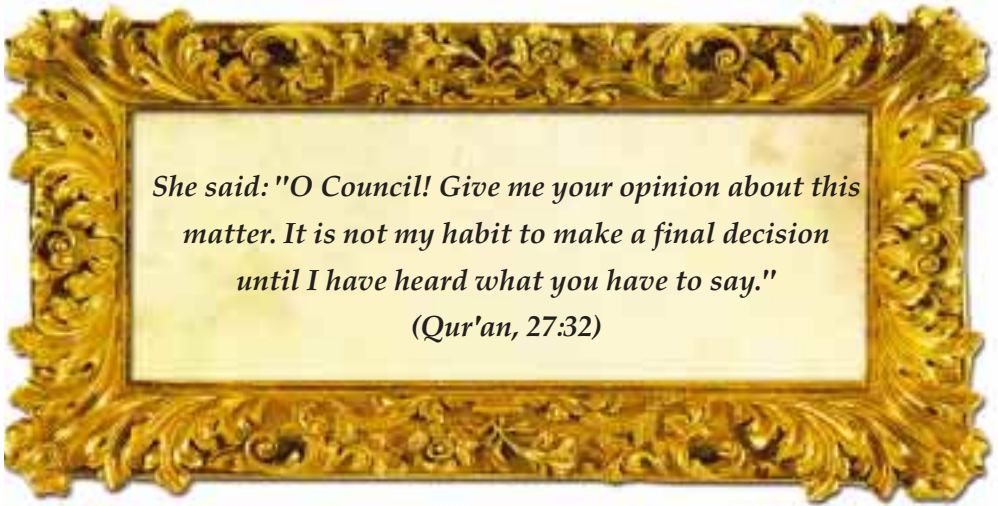 She said: "O Council! Give me your opinion about this
matter. It is not my habit to make a final decision
until I have heard what you have to say."
(Qur'an, 27:32)